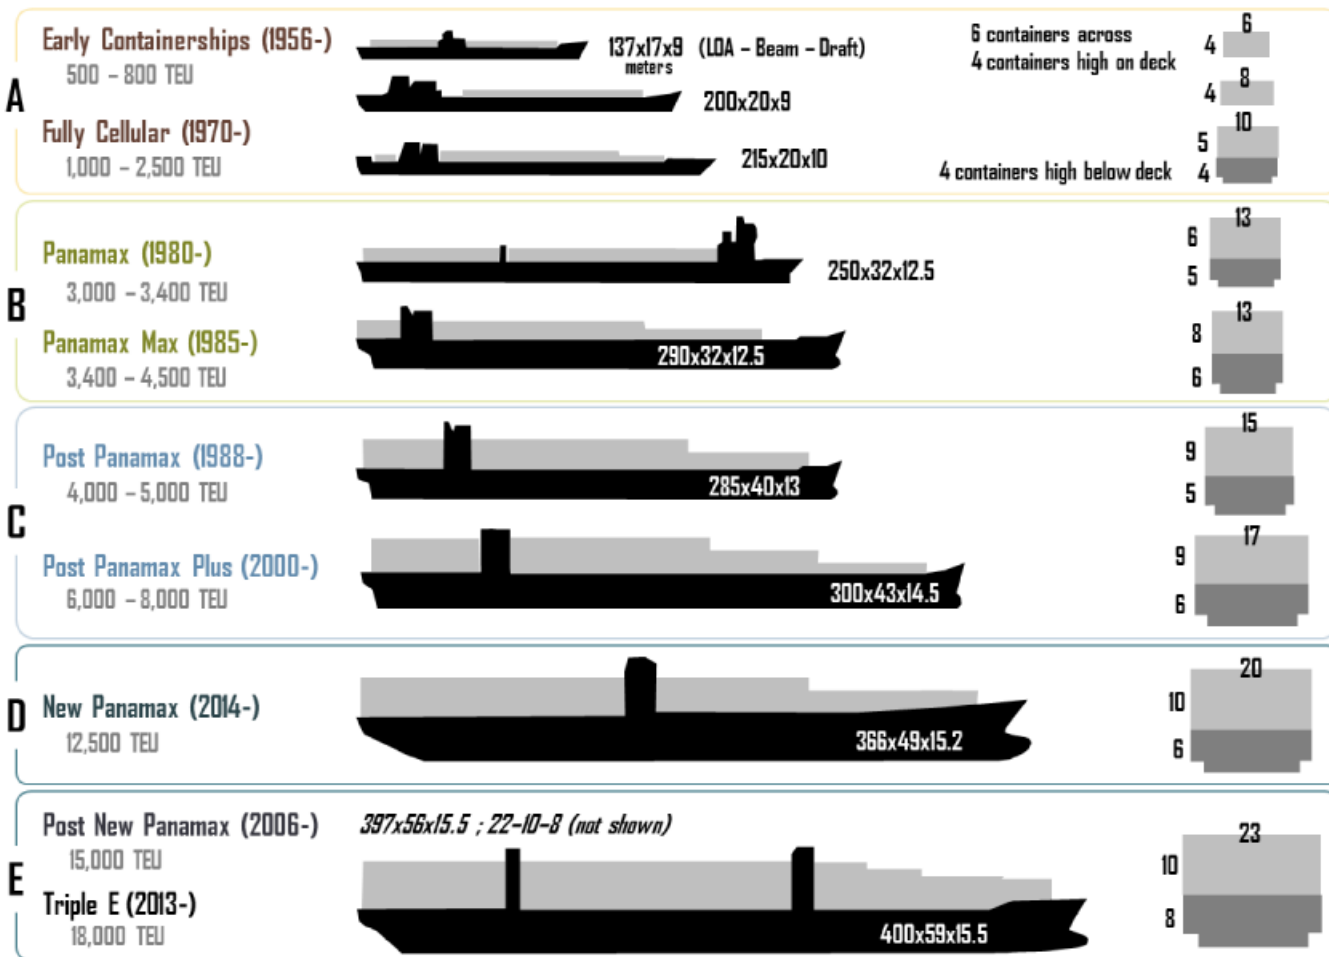 A
Early Containerships (1956-)
500 – 800 TEU
137x17x9 (LOA – Beam – Draft)
meters
6 containers across
4 containers high on deck
6
4
200x20x9
8
4
Fully Cellular (1970-)
1,000 – 2,500 TEU
215x20x10
4 containers high below deck
10
5
4
B
Panamax (1980-)
3,000 – 3,400 TEU
250x32x12.5
13
6
5
Panamax Max (1985-)
3,400 – 4,500 TEU
290x32x12.5
13
8
6
C
Post Panamax (1988-)
4,000 – 5,000 TEU
285x40x13
15
9
5
Post Panamax Plus (2000-)
6,000 – 8,000 TEU
300x43x14.5
17
9
6
D
New Panamax (2014-)
12,500 TEU
366x49x15.2
20
10
6
E
Post New Panamax (2006-)
15,000 TEU
397x56x15.5 ; 22-10-8 (not shown)
Triple E (2013-)
18,000 TEU
400x59x15.5
23
10
8